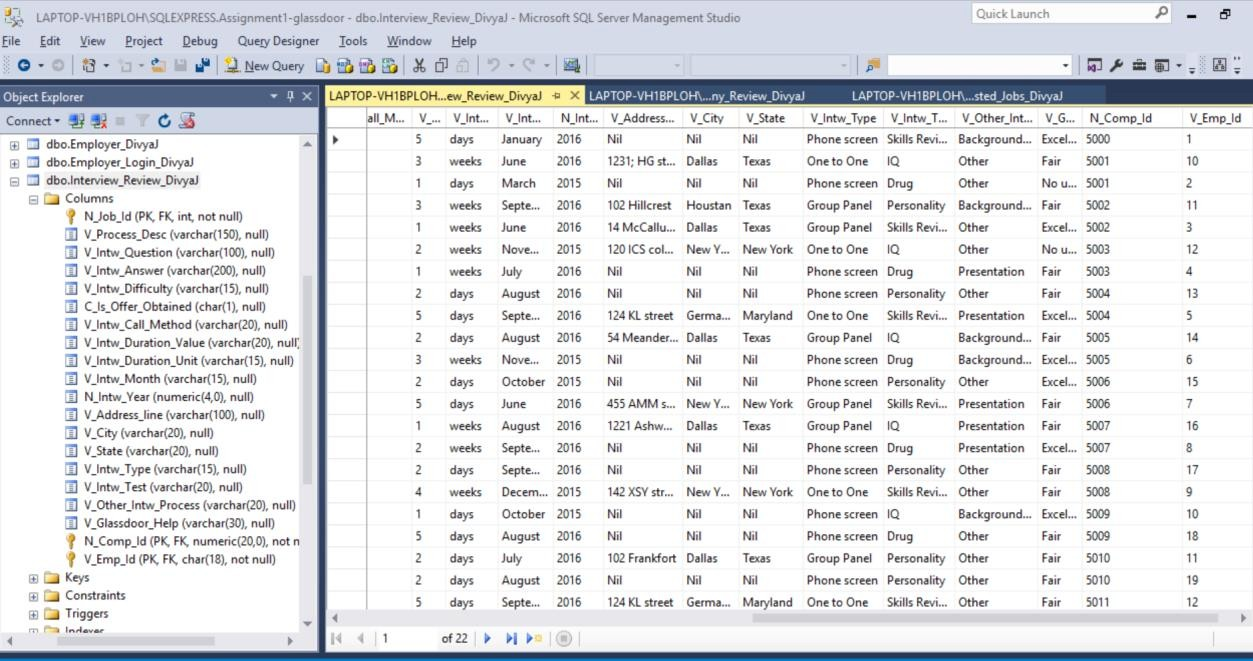 LAPTOP-VH1BPLOH\SQLEXPRESS.Assignment1-glassdoor - dbo.Interview_Review_DivyaJ - Microsoft SQL Server Management Studio
Quick Launch
File Edit View Project Debug Query Designer Tools Window Help
New Query
Object Explorer
Connect
dbo.Employer_DivyaJ
dbo.Employer_Login_DivyaJ
dbo.Interview_Review_DivyaJ
Columns
N_Job_Id (PK, FK, int, not null)
V_Process_Desc (varchar(150), null)
V_Intw_Question (varchar(100), null)
V_Intw_Answer (varchar(200), null)
V_Intw_Difficulty (varchar(15), null)
C_Is_Offer_Obtained (char(1), null)
V_Intw_Call_Method (varchar(20), null)
V_Intw_Duration_Value (varchar(20), null)
V_Intw_Duration_Unit (varchar(15), null)
V_Intw_Month (varchar(15), null)
N_Intw_Year (numeric(4,0), null)
V_Address_line (varchar(100), null)
V_City (varchar(20), null)
V_State (varchar(20), null)
V_Intw_Type (varchar(15), null)
V_Intw_Test (varchar(20), null)
V_Other_Intw_Process (varchar(20), null)
V_Glassdoor_Help (varchar(30), null)
N_Comp_Id (PK, FK, numeric(20,0), not n
V_Emp_Id (PK, FK, char(18), not null)
Keys
Constraints
Triggers
Indexes
LAPTOP-VH1BPLOH...ew_Review_DivyaJ LAPTOP-VH1BPLOH\...ny_Review_DivyaJ LAPTOP-VH1BPLOH\...sted_Jobs_DivyaJ
all_M... V_... V_Int... V_Int... N_Int... V_Address... V_City V_State V_Intw_Type V_Intw_T... V_Other_Int... V_G... N_Comp_Id V_Emp_Id
5 days January 2016 Nil Nil Nil Phone screen Skills Revi... Background... Excel... 5000 1
3 weeks June 2016 1231; HG st... Dallas Texas One to One IQ Other Fair 5001 10
1 days March 2015 Nil Nil Nil Phone screen Drug Other No u... 5001 2
3 weeks Septe... 2016 102 Hillcrest Houstan Texas Group Panel Personality Background... Fair 5002 11
1 weeks June 2016 14 McCallu... Dallas Texas Group Panel Skills Revi... Other Excel... 5002 3
2 weeks Nove... 2015 120 ICS col... New Y... New York One to One IQ Other No u... 5003 12
1 weeks July 2016 Nil Nil Nil Phone screen Drug Presentation Fair 5003 4
2 days August 2016 Nil Nil Nil Phone screen Personality Other Fair 5004 13
5 days Septe... 2016 124 KL street Germa... Maryland One to One Skills Revi... Presentation Excel... 5004 5
2 days August 2016 54 Meander... Dallas Texas Group Panel IQ Background... Fair 5005 14
3 weeks Nove... 2015 Nil Nil Nil Phone screen Drug Background... Excel... 5005 6
2 days October 2015 Nil Nil Nil Phone screen Personality Other Excel... 5006 15
5 days June 2016 455 AMM s... New Y... New York Group Panel Skills Revi... Presentation Fair 5006 7
1 weeks August 2016 1221 Ashw... Dallas Texas Group Panel IQ Presentation Fair 5007 16
2 weeks Septe... 2016 Nil Nil Nil Phone screen Drug Presentation Excel... 5007 8
2 days Septe... 2016 Nil Nil Nil Phone screen Personality Other Fair 5008 17
4 weeks Decem... 2015 142 XSY str... New Y... New York One to One Skills Revi... Other Fair 5008 9
1 days October 2015 Nil Nil Nil Phone screen IQ Background... Excel... 5009 10
5 days August 2016 Nil Nil Nil Phone screen Drug Other Fair 5009 18
2 days July 2016 102 Frankfort Dallas Texas Group Panel Personality Other Fair 5010 11
2 days August 2016 Nil Nil Nil Phone screen Personality Other Fair 5010 19
5 days Septe... 2016 124 KL street Germa... Maryland One to One Skills Revi... Other Fair 5011 12
1 of 22